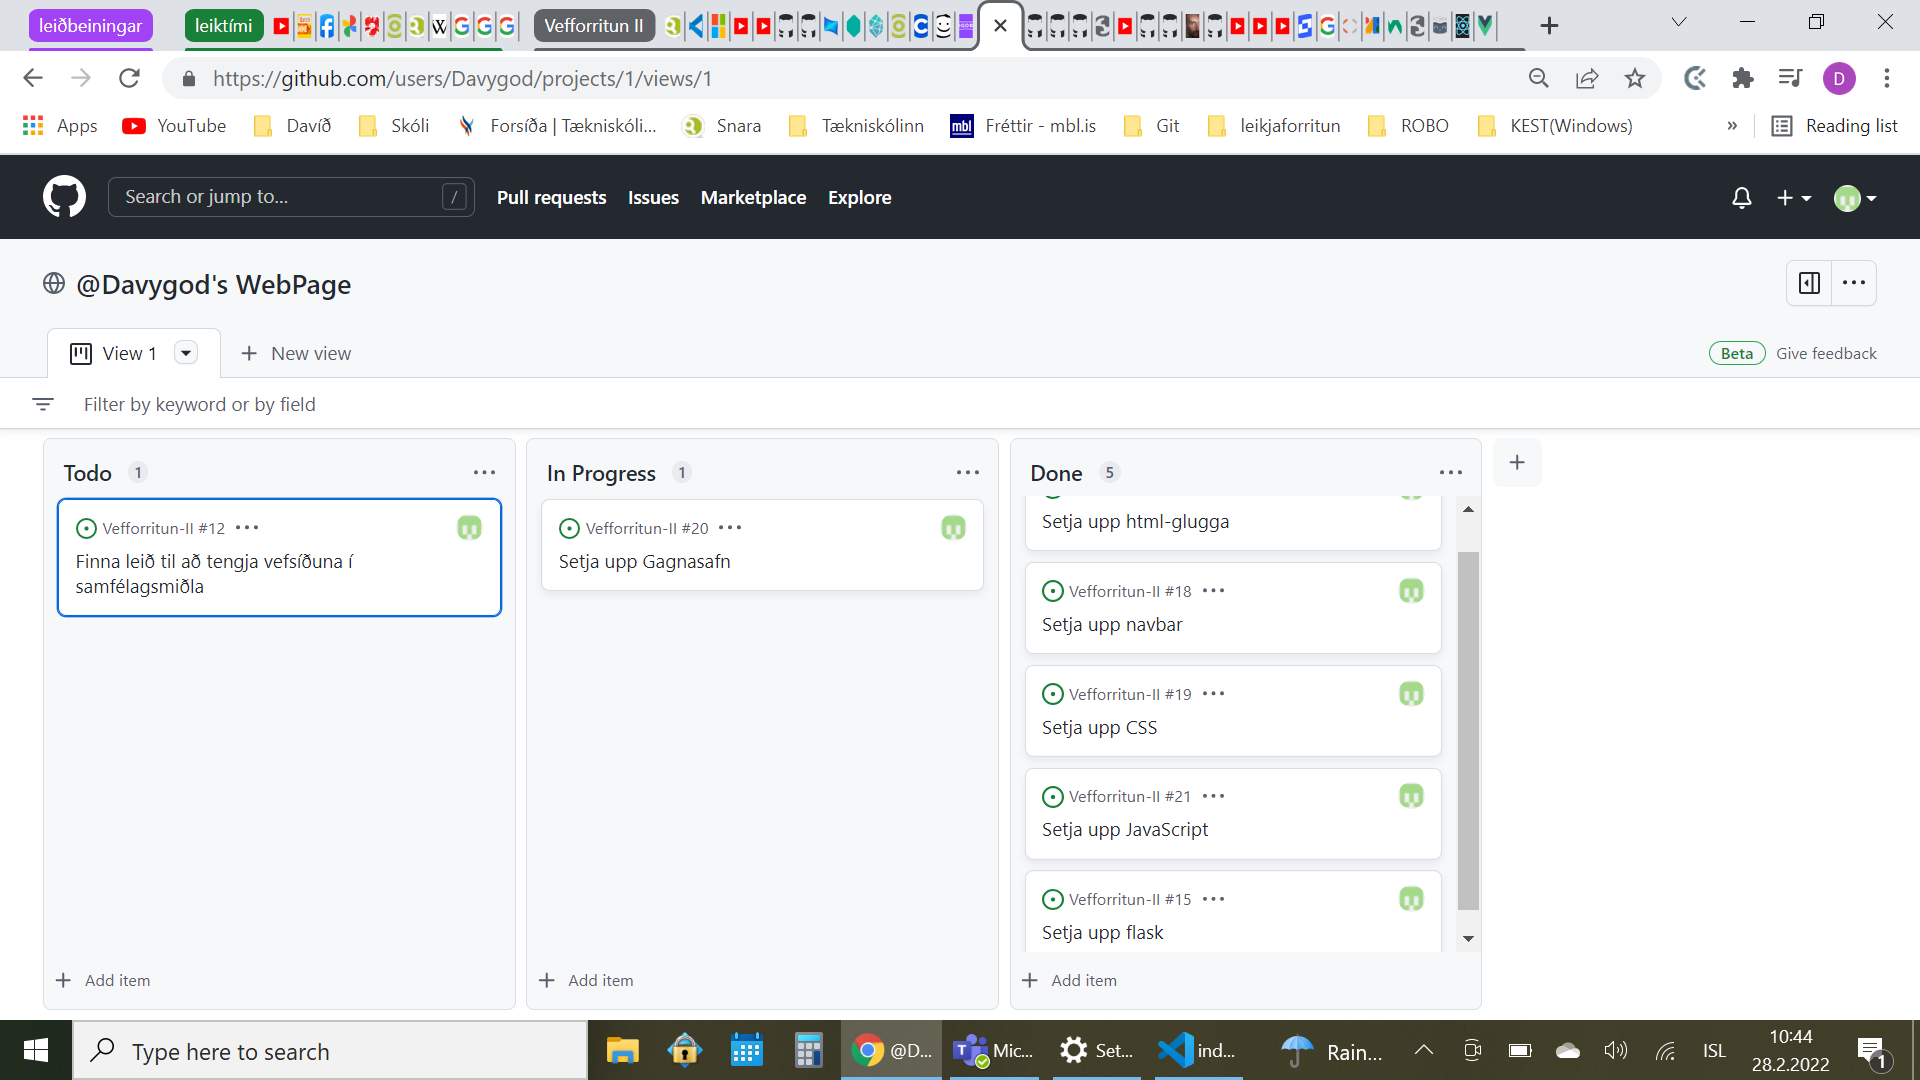 leiðbeiningar
leiktími
Vefforritun II
https://github.com/users/Davygod/projects/1/views/1
D
Apps
YouTube
Davíð
Skóli
Forsíða | Tækniskóli...
Snara
Tækniskólinn
mbl
Fréttir - mbl.is
Git
leikjaforritun
ROBO
KEST(Windows)
»
Reading list
Search or jump to...
/
Pull requests
Issues
Marketplace
Explore
@Davygod's WebPage
View 1
New view
Beta
Give feedback
Filter by keyword or by field
Todo 1
Vefforritun-II #12
Finna leið til að tengja vefsíðuna í
samfélagsmiðla
Add item
In Progress 1
Vefforritun-II #20
Setja upp Gagnasafn
Add item
Done 5
Setja upp html-glugga
Vefforritun-II #18
Setja upp navbar
Vefforritun-II #19
Setja upp CSS
Vefforritun-II #21
Setja upp JavaScript
Vefforritun-II #15
Setja upp flask
Add item
Type here to search
@D...
Mic...
Set...
ind...
Rain...
ISL
10:44
28.2.2022
1